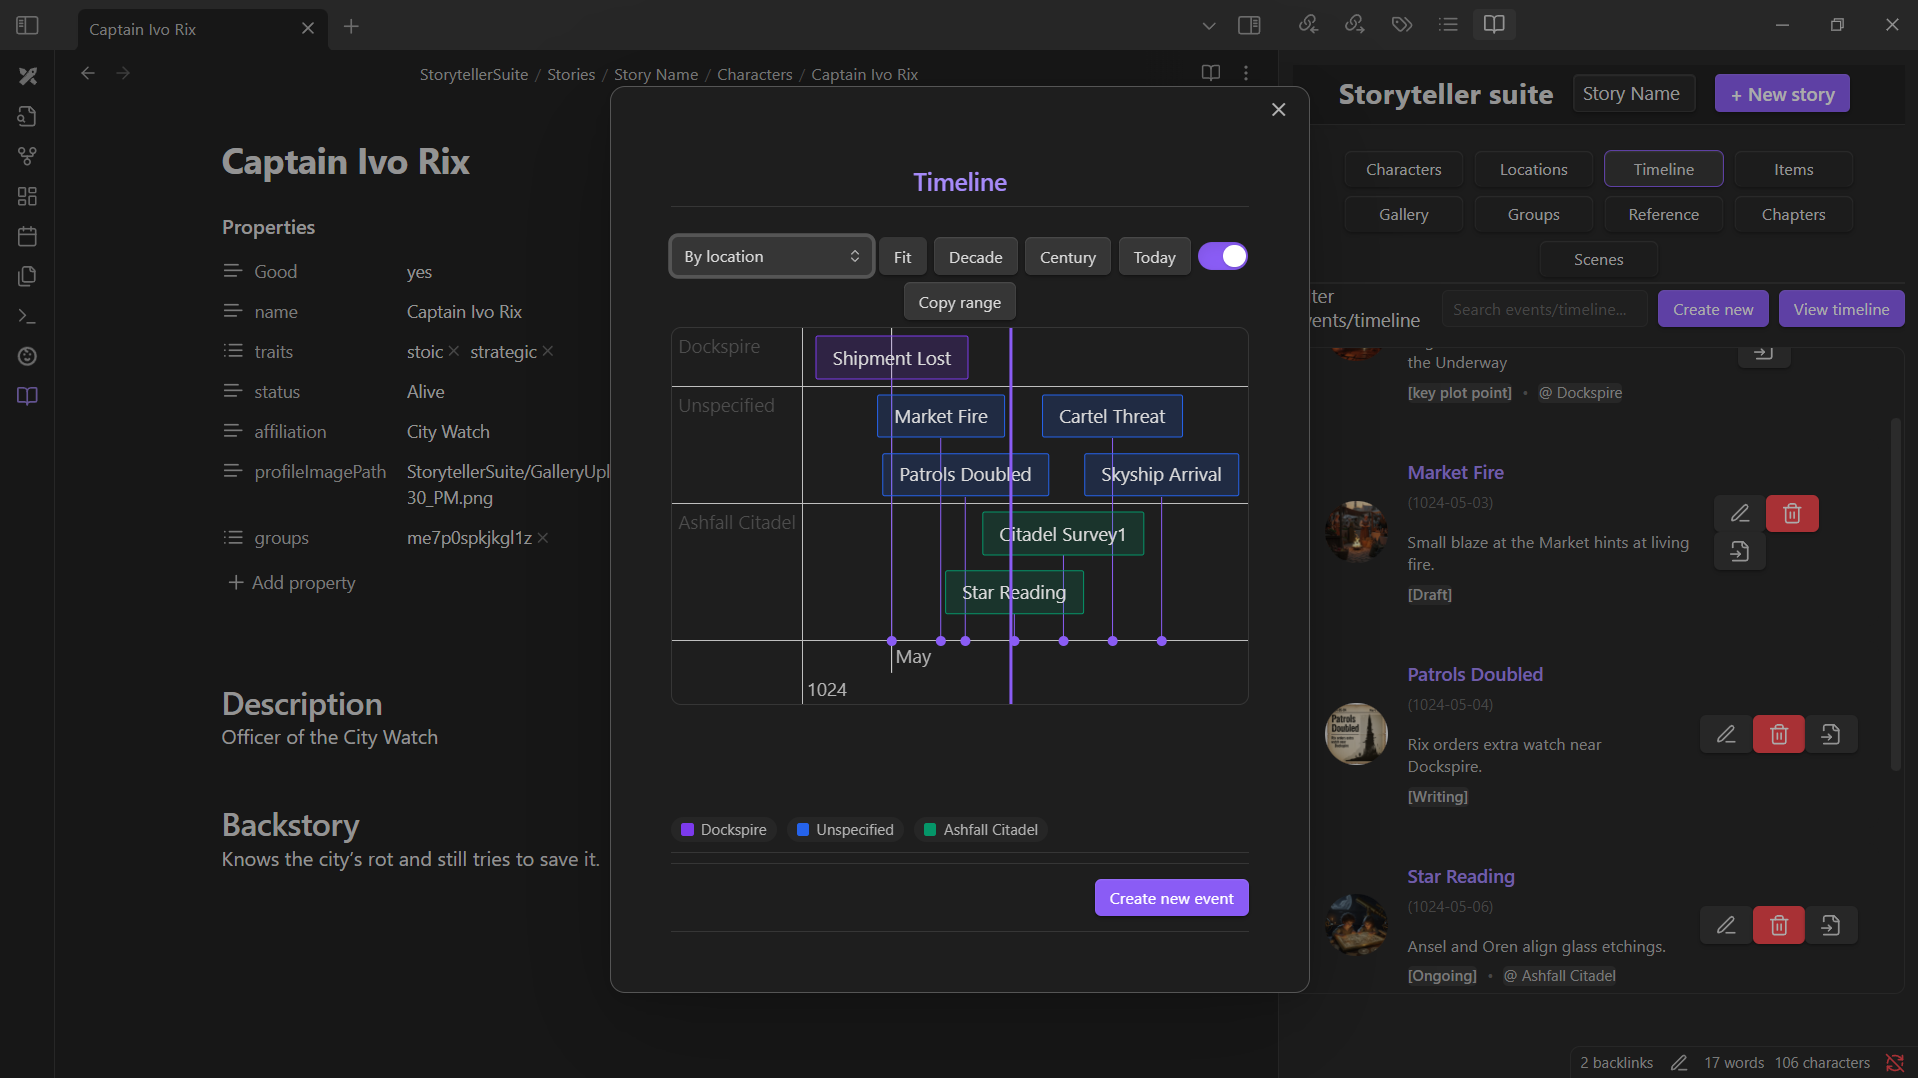 Captain Ivo Rix
StorytellerSuite / Stories / Story Name / Characters / Captain Ivo Rix
Captain Ivo Rix
Properties
Good yes
name Captain Ivo Rix
traits stoic strategic
status Alive
affiliation City Watch
profileImagePath StorytellerSuite/GalleryUpl
30_PM.png
groups me7p0spkjkgl1z
Add property
Description
Officer of the City Watch
Backstory
Knows the city’s rot and still tries to save it.
Timeline
By location Fit Decade Century Today
Copy range
Dockspire
Shipment Lost
Unspecified
Market Fire Cartel Threat
Patrols Doubled Skyship Arrival
Ashfall Citadel
Citadel Survey1
Star Reading
May
1024
Dockspire Unspecified Ashfall Citadel
Create new event
Storyteller suite Story Name + New story
Characters Locations Timeline Items
Gallery Groups Reference Chapters
Scenes
ter
ents/timeline Search events/timeline... Create new View timeline
the Underway
[key plot point] • @ Dockspire
Market Fire
(1024-05-03)
Small blaze at the Market hints at living
fire.
[Draft]
Patrols Doubled
(1024-05-04)
Rix orders extra watch near
Dockspire.
[Writing]
Patrols
Doubled
Star Reading
(1024-05-06)
Ansel and Oren align glass etchings.
[Ongoing] • @ Ashfall Citadel
2 backlinks 17 words 106 characters